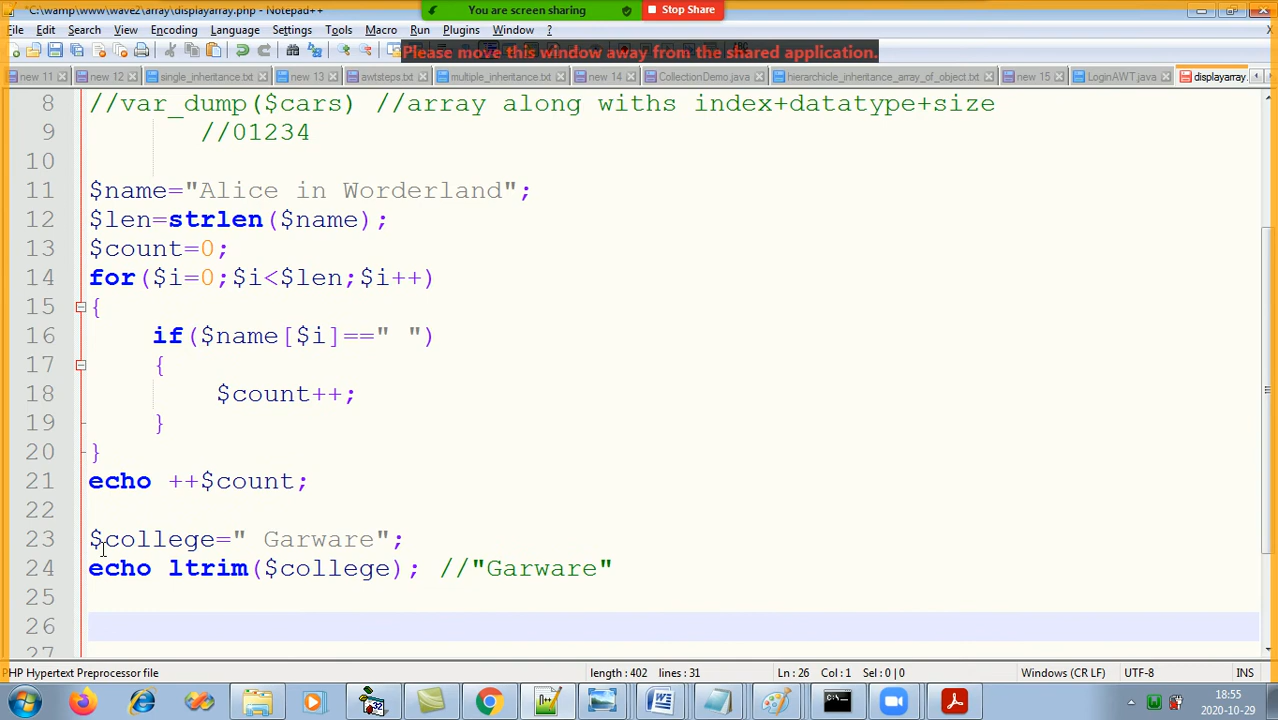 *C:\wamp\www\wave2\array\displayarray.php - Notepad++
You are screen sharing
Stop Share
File Edit Search View Encoding Language Settings Tools Macro Run Plugins Window ?
Please move this window away from the shared application.
new 11 new 12 single_inheritance.txt new 13 awtsteps.txt multiple_inheritance.txt new 14 CollectionDemo.java hierarchicle_inheritance_array_of_object.txt new 15 LoginAWT.java displayarray.
8 //var_dump($cars) //array along withs index+datatype+size
9 //01234
10
11 $name="Alice in Worderland";
12 $len=strlen($name);
13 $count=0;
14 for($i=0;$i<$len;$i++)
15 {
16 if($name[$i]==" ")
17 {
18 $count++;
19 }
20 }
21 echo ++$count;
22
23 $college=" Garware";
24 echo ltrim($college); //"Garware"
25
26
27
PHP Hypertext Preprocessor file length : 402 lines : 31 Ln : 26 Col : 1 Sel : 0 | 0 Windows (CR LF) UTF-8 INS
18:55
2020-10-29